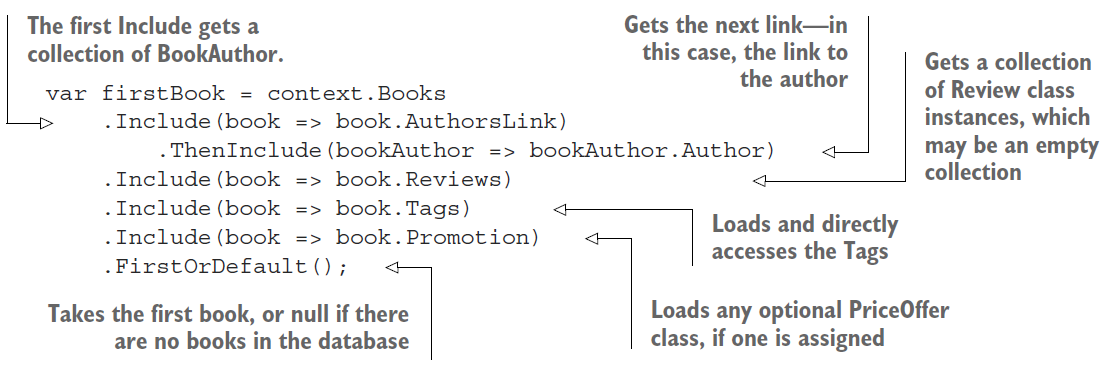 The first Include gets a
collection of BookAuthor.
Gets the next link—in
this case, the link to
the author
Gets a collection
of Review class
instances, which
may be an empty
collection
var firstBook = context.Books
.Include(book => book.AuthorsLink)
.ThenInclude(bookAuthor => bookAuthor.Author)
.Include(book => book.Reviews)
.Include(book => book.Tags)
.Include(book => book.Promotion)
.FirstOrDefault();
Loads and directly
accesses the Tags
Takes the first book, or null if there
are no books in the database
Loads any optional PriceOffer
class, if one is assigned